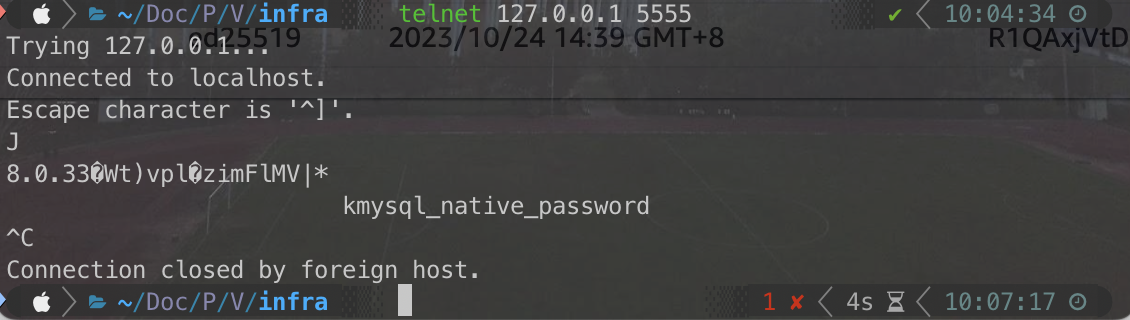 ~/Doc/P/V/infra telnet 127.0.0.1 5555 ✔ 10:04:34
Trying 127.0.0.1...
2023/10/24 14:39 GMT+8
Connected to localhost.
Escape character is '^]'.
J
8.0.33�Wt)vpl�zimFlMV|*
kmysql_native_password
^C
Connection closed by foreign host.
~/Doc/P/V/infra 1 ✘ 4s 10:07:17